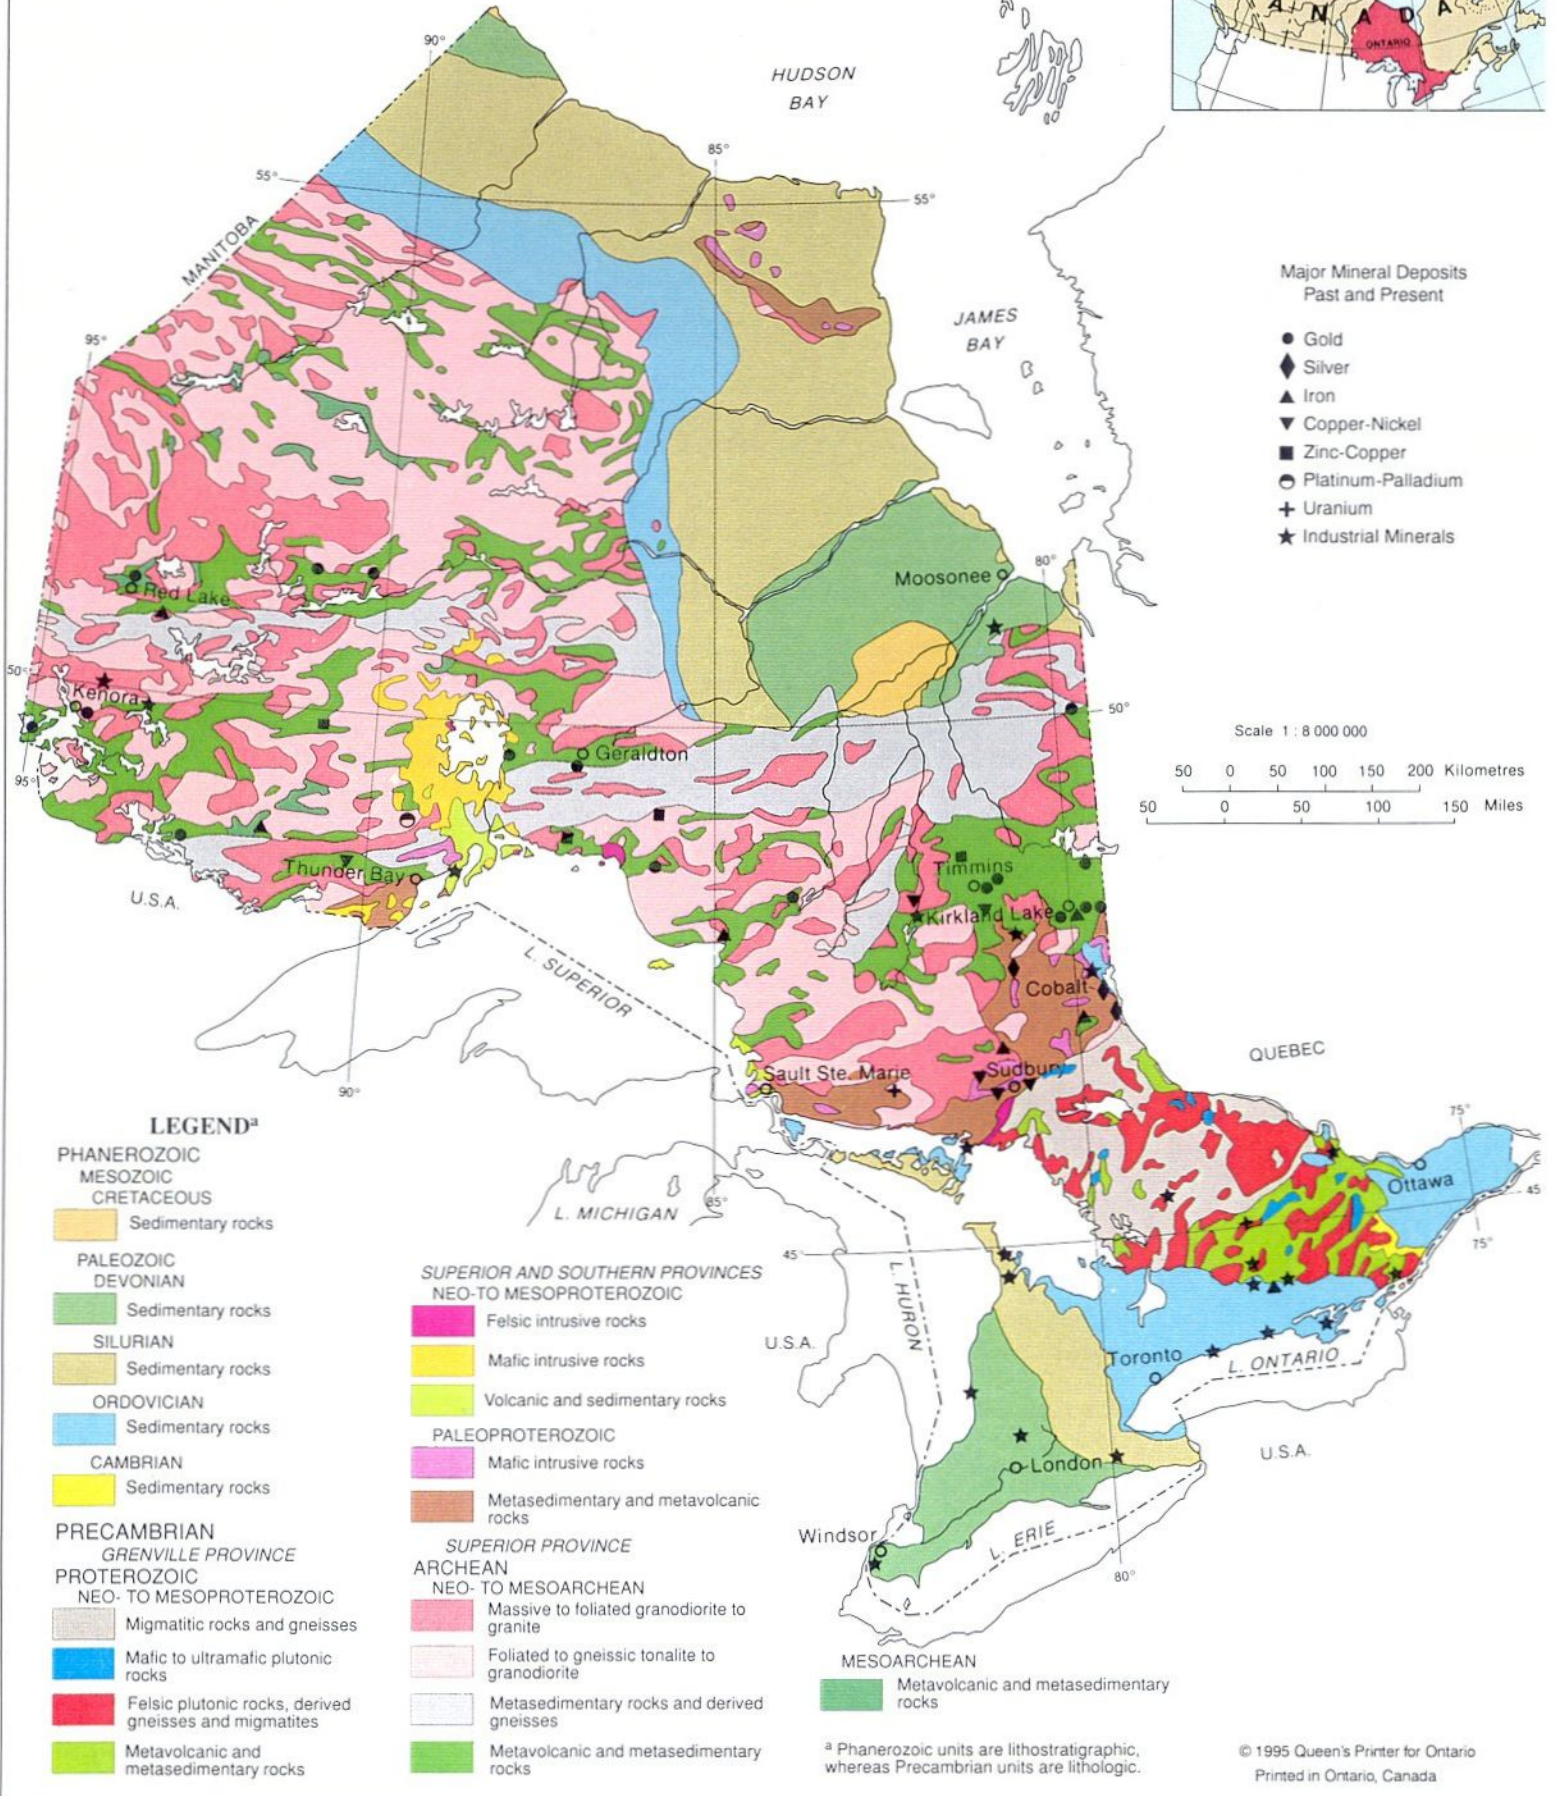 A N A D A
ONTARIO
HUDSON
BAY
90°
85°
55°
55°
MANITOBA
95°
JAMES
BAY
Major Mineral Deposits
Past and Present
Gold
Silver
Iron
Copper-Nickel
Zinc-Copper
Platinum-Palladium
Uranium
Industrial Minerals
80°
Moosonee
Red Lake
50°
Kenora
50°
95°
Geraldton
Scale 1 : 8 000 000
50 0 50 100 150 200 Kilometres
50 0 50 100 150 Miles
Timmins
Thunder Bay
U.S.A.
Kirkland Lake
L. SUPERIOR
Cobalt
QUEBEC
Sault Ste. Marie
Sudbury
90°
75°
Ottawa
45
75°
85°
L. MICHIGAN
45°
L. HURON
U.S.A.
Toronto
L. ONTARIO
U.S.A.
London
Windsor
L. ERIE
80°
LEGENDᵃ
PHANEROZOIC
MESOZOIC
CRETACEOUS
Sedimentary rocks
PALEOZOIC
DEVONIAN
Sedimentary rocks
SILURIAN
Sedimentary rocks
ORDOVICIAN
Sedimentary rocks
CAMBRIAN
Sedimentary rocks
PRECAMBRIAN
GRENVILLE PROVINCE
PROTEROZOIC
NEO- TO MESOPROTEROZOIC
Migmatitic rocks and gneisses
Mafic to ultramafic plutonic
rocks
Felsic plutonic rocks, derived
gneisses and migmatites
Metavolcanic and
metasedimentary rocks
SUPERIOR AND SOUTHERN PROVINCES
NEO-TO MESOPROTEROZOIC
Felsic intrusive rocks
Mafic intrusive rocks
Volcanic and sedimentary rocks
PALEOPROTEROZOIC
Mafic intrusive rocks
Metasedimentary and metavolcanic
rocks
SUPERIOR PROVINCE
ARCHEAN
NEO- TO MESOARCHEAN
Massive to foliated granodiorite to
granite
Foliated to gneissic tonalite to
granodiorite
Metasedimentary rocks and derived
gneisses
Metavolcanic and metasedimentary
rocks
MESOARCHEAN
Metavolcanic and metasedimentary
rocks
ᵃ Phanerozoic units are lithostratigraphic,
whereas Precambrian units are lithologic.
© 1995 Queen's Printer for Ontario
Printed in Ontario, Canada